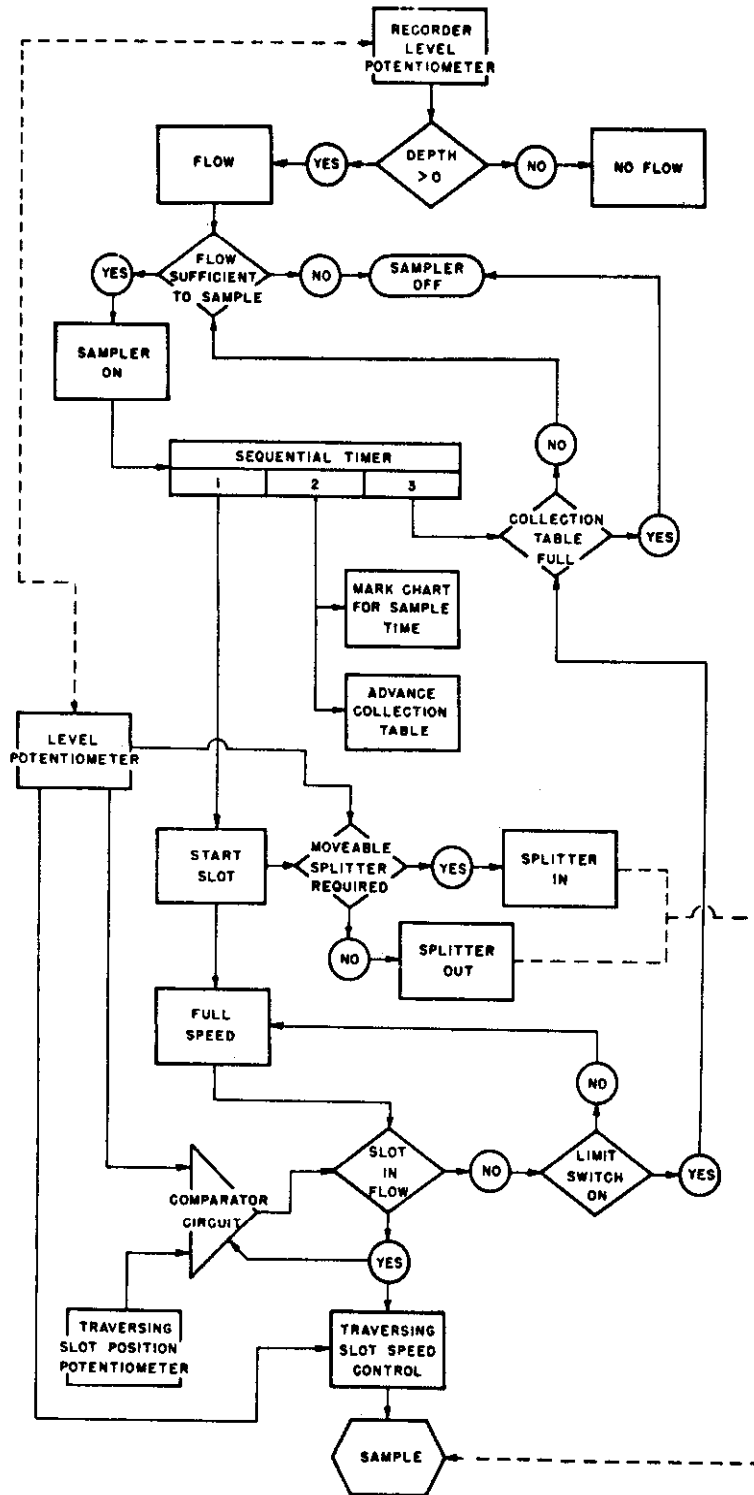 RECORDER
LEVEL
POTENTIOMETER
DEPTH
> 0
YES
FLOW
NO
NO FLOW
FLOW
SUFFICIENT
TO SAMPLE
YES
NO
SAMPLER
OFF
SAMPLER
ON
NO
SEQUENTIAL TIMER
1
2
3
COLLECTION
TABLE
FULL
YES
MARK CHART
FOR SAMPLE
TIME
ADVANCE
COLLECTION
TABLE
LEVEL
POTENTIOMETER
START
SLOT
MOVEABLE
SPLITTER
REQUIRED
YES
SPLITTER
IN
NO
SPLITTER
OUT
FULL
SPEED
NO
SLOT
IN
FLOW
NO
LIMIT
SWITCH
ON
YES
COMPARATOR
CIRCUIT
YES
TRAVERSING
SLOT POSITION
POTENTIOMETER
TRAVERSING
SLOT SPEED
CONTROL
SAMPLE